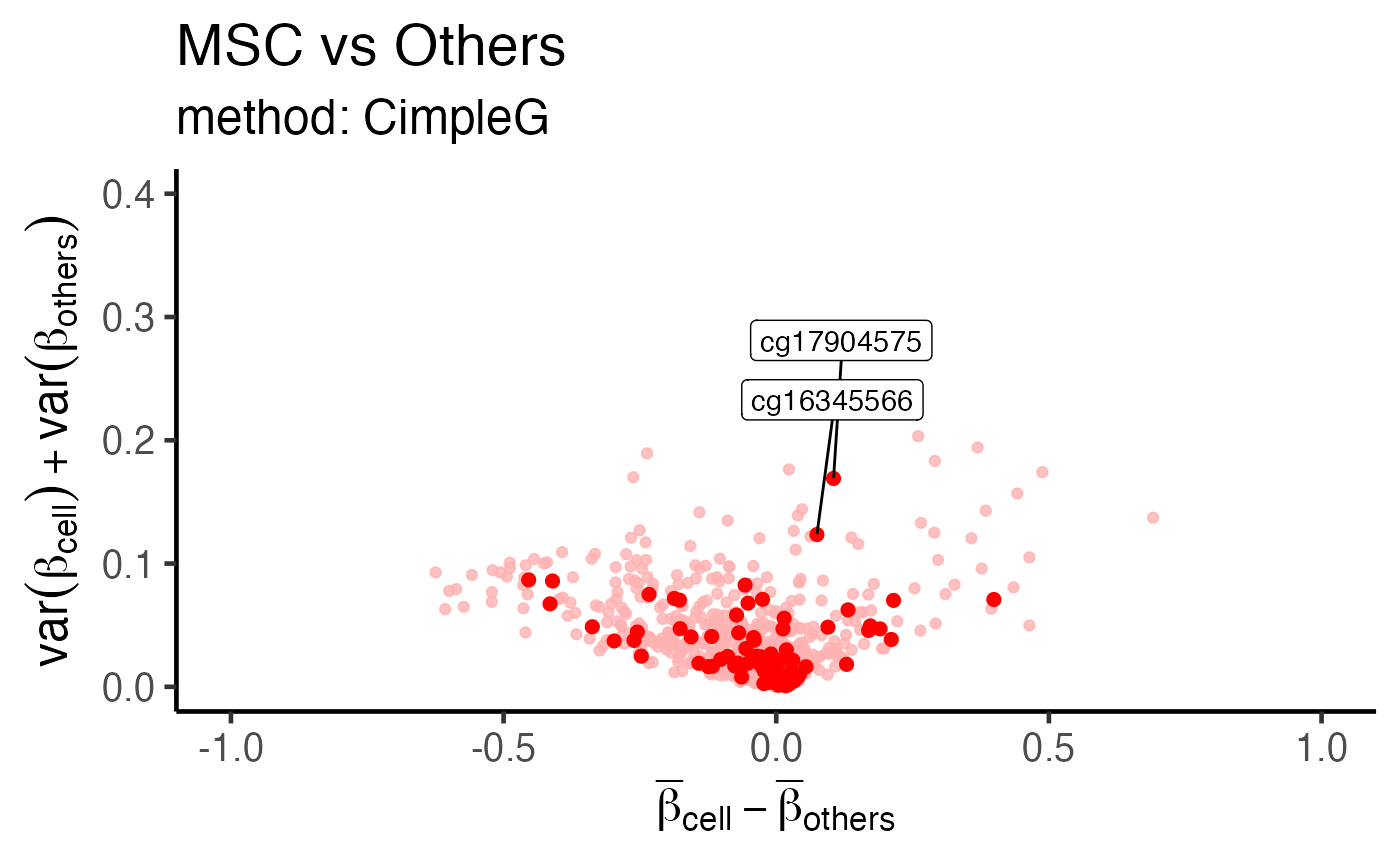 MSC vs Others
method: CimpleG
var(βcell) + var(βothers)
0.4
0.3
0.2
0.1
0.0
cg17904575
cg16345566
-1.0 -0.5 0.0 0.5 1.0
β̅cell − β̅others